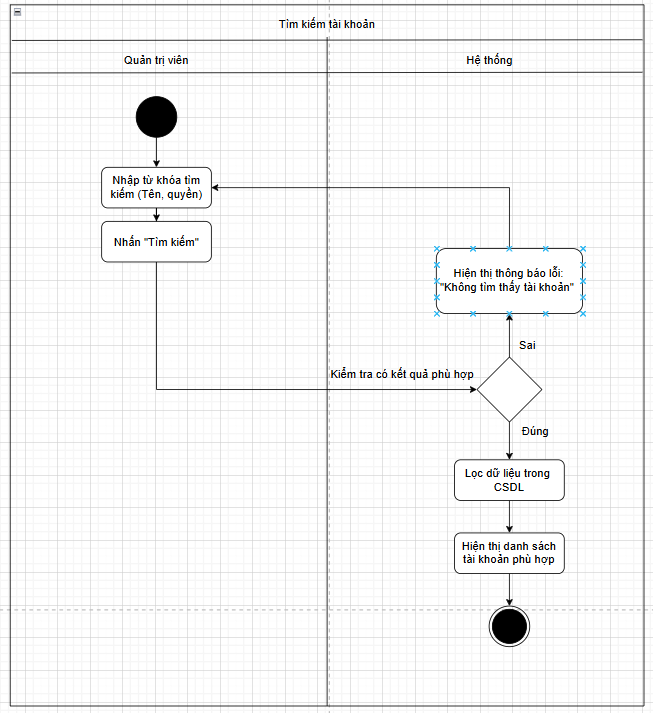 Tìm kiếm tài khoản
Quản trị viên
Hệ thống
Nhập từ khóa tìm
kiếm (Tên, quyền)
Nhấn "Tìm kiếm"
Hiện thị thông báo lỗi:
"Không tìm thấy tài khoản"
Sai
Kiểm tra có kết quả phù hợp
Đúng
Lọc dữ liệu trong
CSDL
Hiện thị danh sách
tài khoản phù hợp